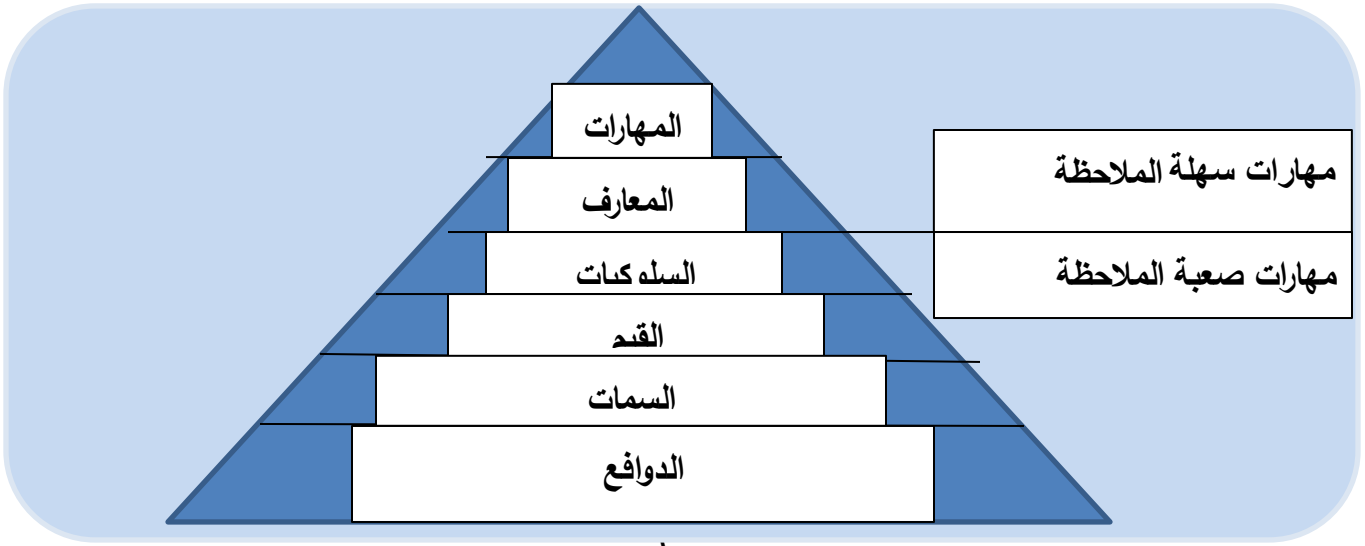 المهارات
مهارات سهلة الملاحظة
المعارف
السلوكيات
مهارات صعبة الملاحظة
القيم
السمات
الدوافع